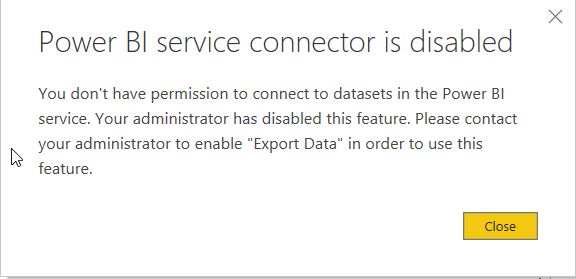 Power BI service connector is disabled
You don't have permission to connect to datasets in the Power BI
service. Your administrator has disabled this feature. Please contact
your administrator to enable "Export Data" in order to use this
feature.
Close